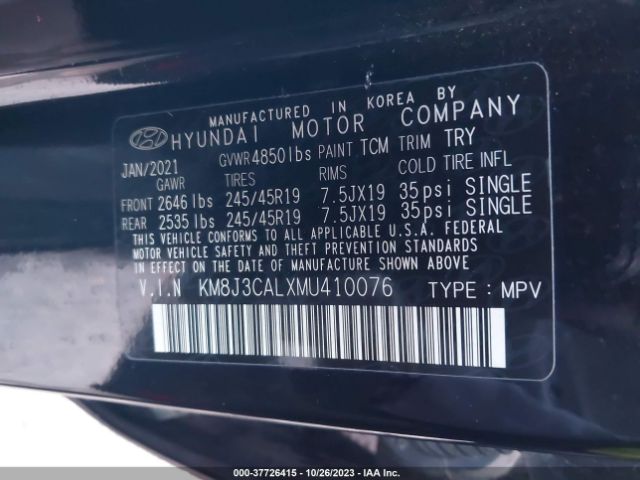 MANUFACTURED IN KOREA BY
HYUNDAI MOTOR COMPANY
JAN/2021 GVWR 4850 lbs PAINT TCM TRIM TRY
GAWR TIRES RIMS COLD TIRE INFL
FRONT 2646 lbs 245/45R19 7.5JX19 35psi SINGLE
REAR 2535 lbs 245/45R19 7.5JX19 35psi SINGLE
THIS VEHICLE CONFORMS TO ALL APPLICABLE U.S.A. FEDERAL
MOTOR VEHICLE SAFETY AND THEFT PREVENTION STANDARDS
IN EFFECT ON THE DATE OF MANUFACTURE SHOWN ABOVE.
V.I.N KM8J3CALXMU410076 TYPE : MPV
000-37726415 - 10/26/2023 - IAA Inc.